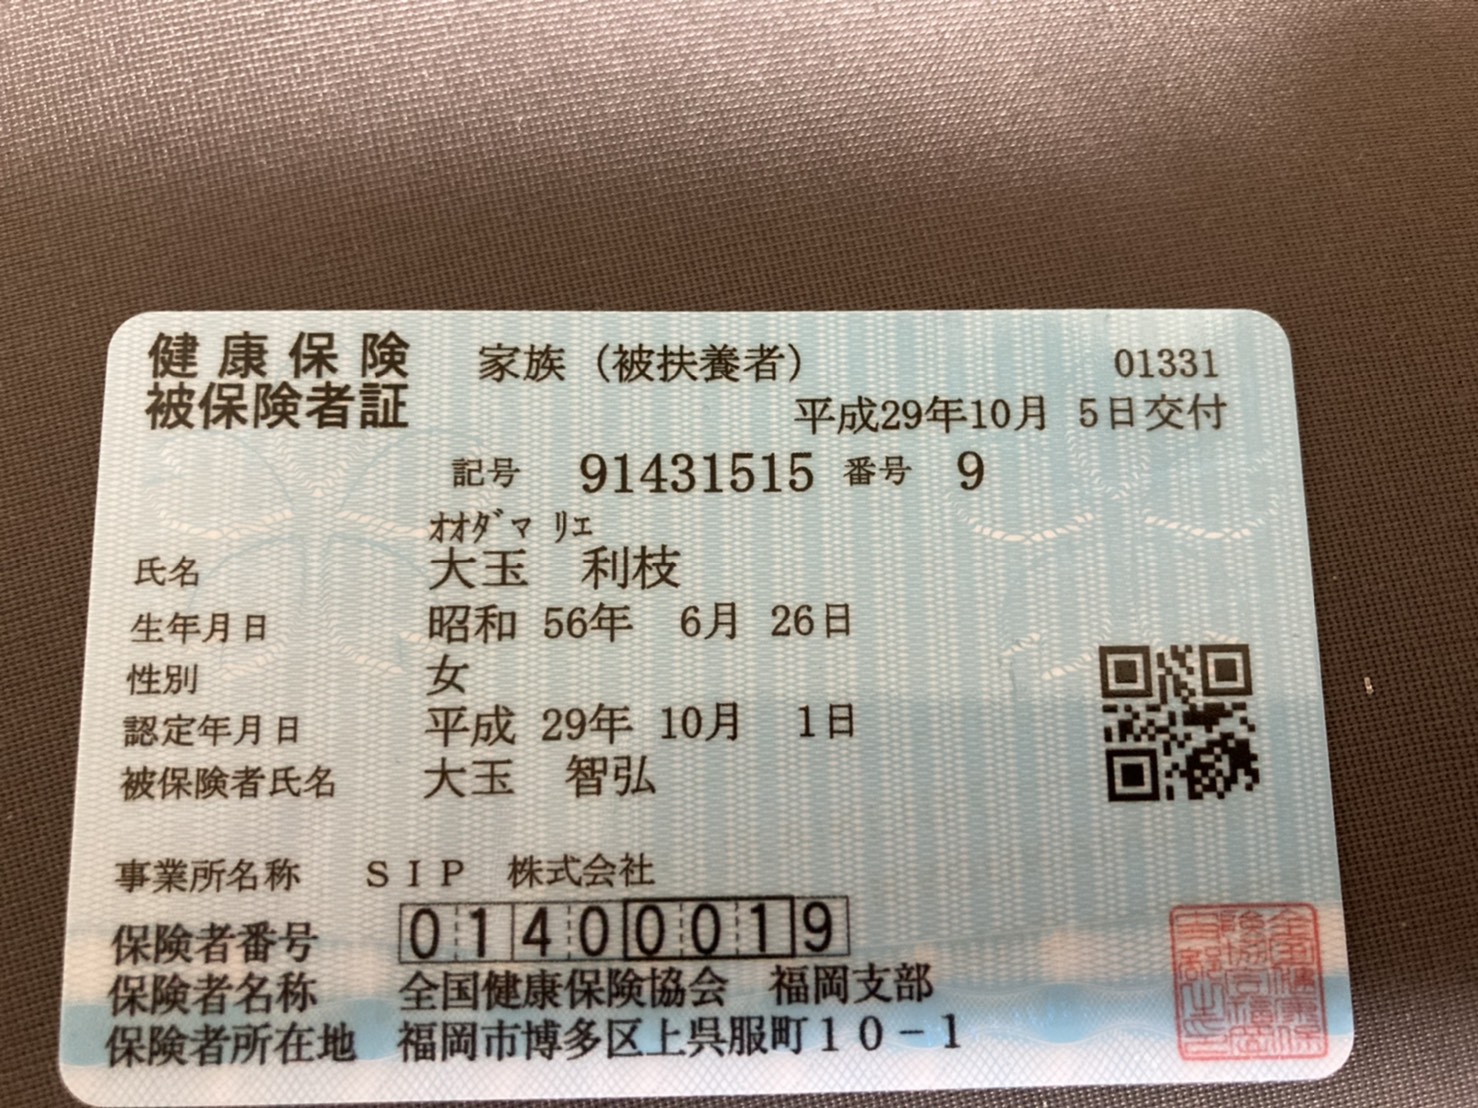 健康保険 家族（被扶養者） 01331
被保険者証 平成29年10月 5日交付
記号 91431515 番号 9
ｵｵﾀﾞﾏ ﾘｴ
氏名 大玉 利枝
生年月日 昭和 56年 6月 26日
性別 女
認定年月日 平成 29年 10月 1日
被保険者氏名 大玉 智弘
事業所名称 ＳＩＰ 株式会社
保険者番号 01400019
保険者名称 全国健康保険協会 福岡支部
保険者所在地 福岡市博多区上呉服町１０－１